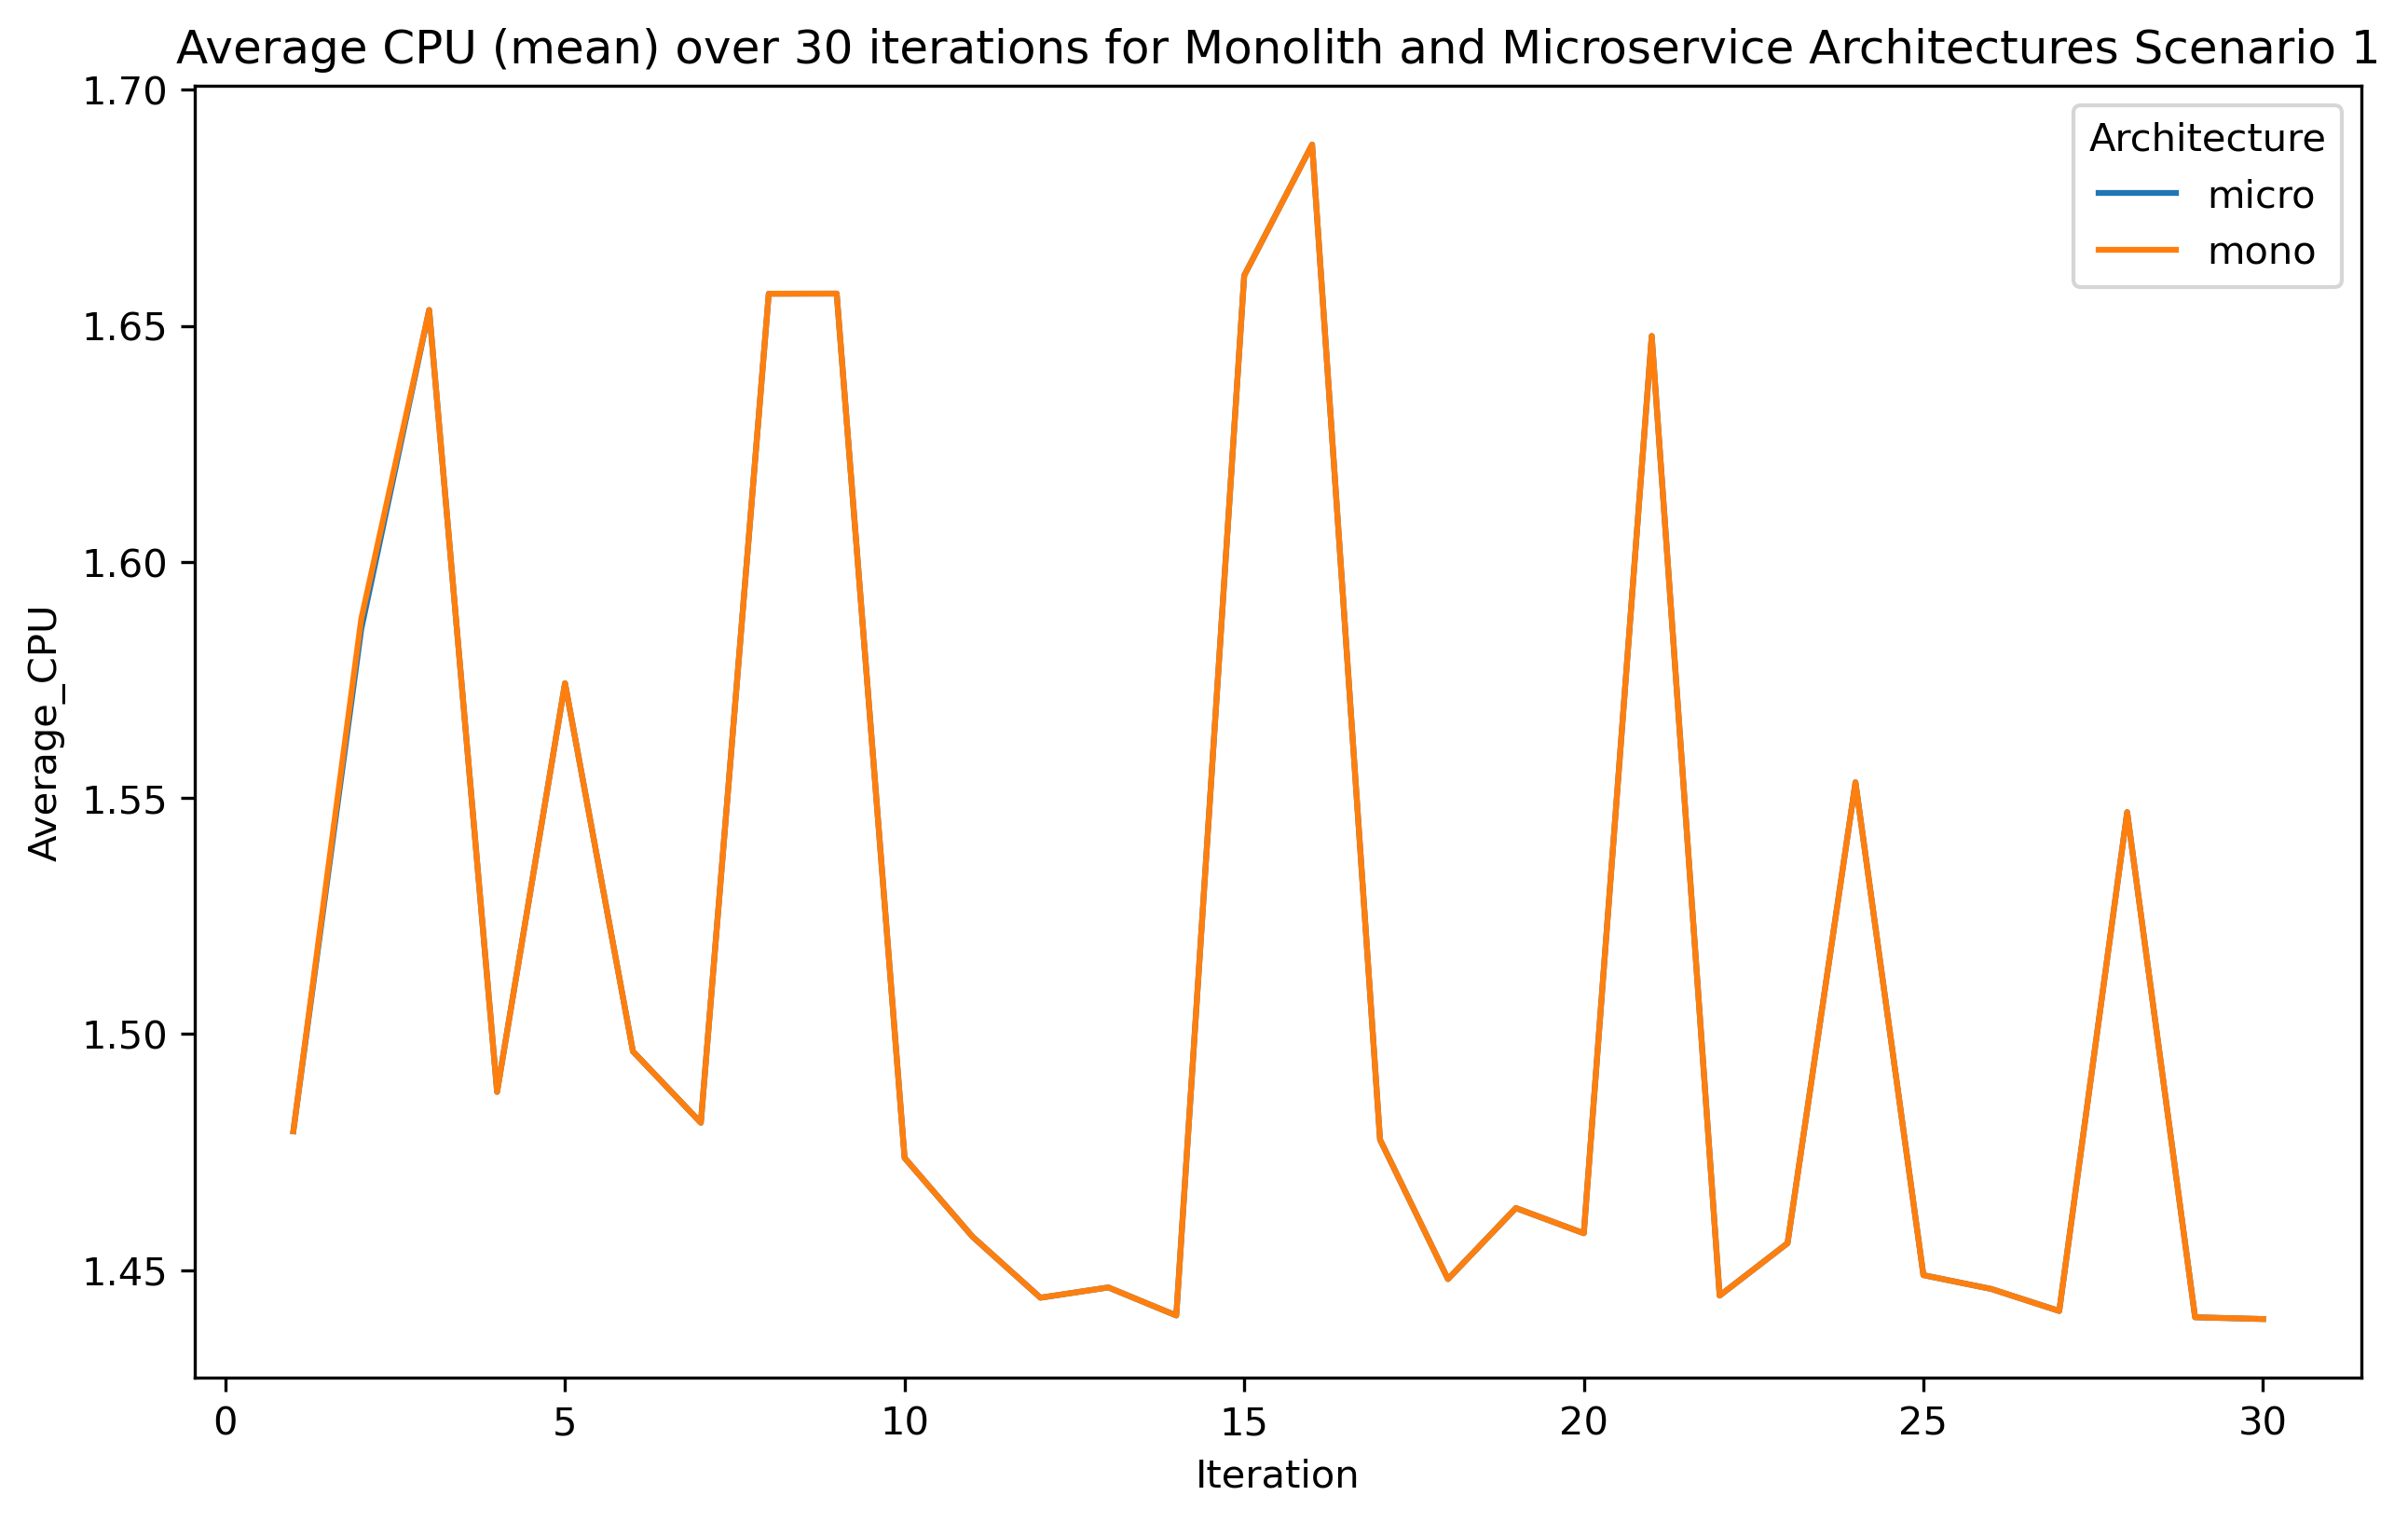 Average CPU (mean) over 30 iterations for Monolith and Microservice Architectures Scenario 1
1.70
1.65
1.60
1.55
1.50
1.45
Average_CPU
Architecture
micro
mono
0 5 10 15 20 25 30
Iteration